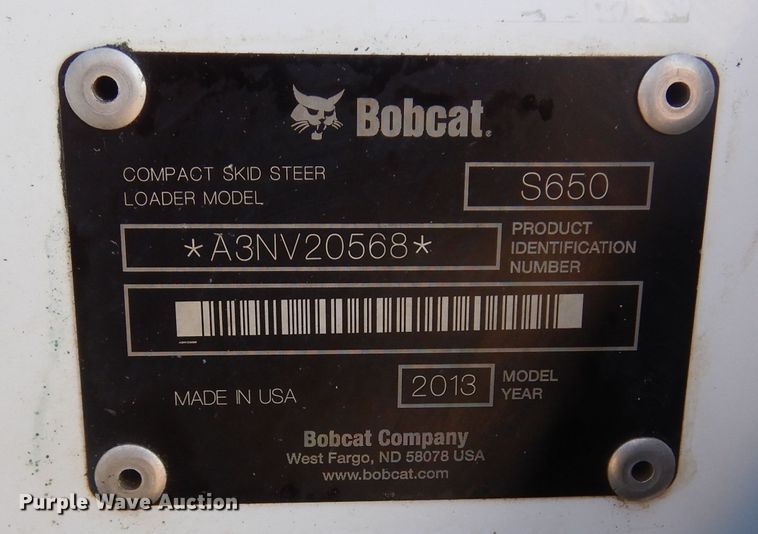 Bobcat®
COMPACT SKID STEER
LOADER MODEL
S650
*A3NV20568*
PRODUCT
IDENTIFICATION
NUMBER
MADE IN USA
2013
MODEL
YEAR
Bobcat Company
West Fargo, ND 58078 USA
www.bobcat.com
Purple Wave Auction